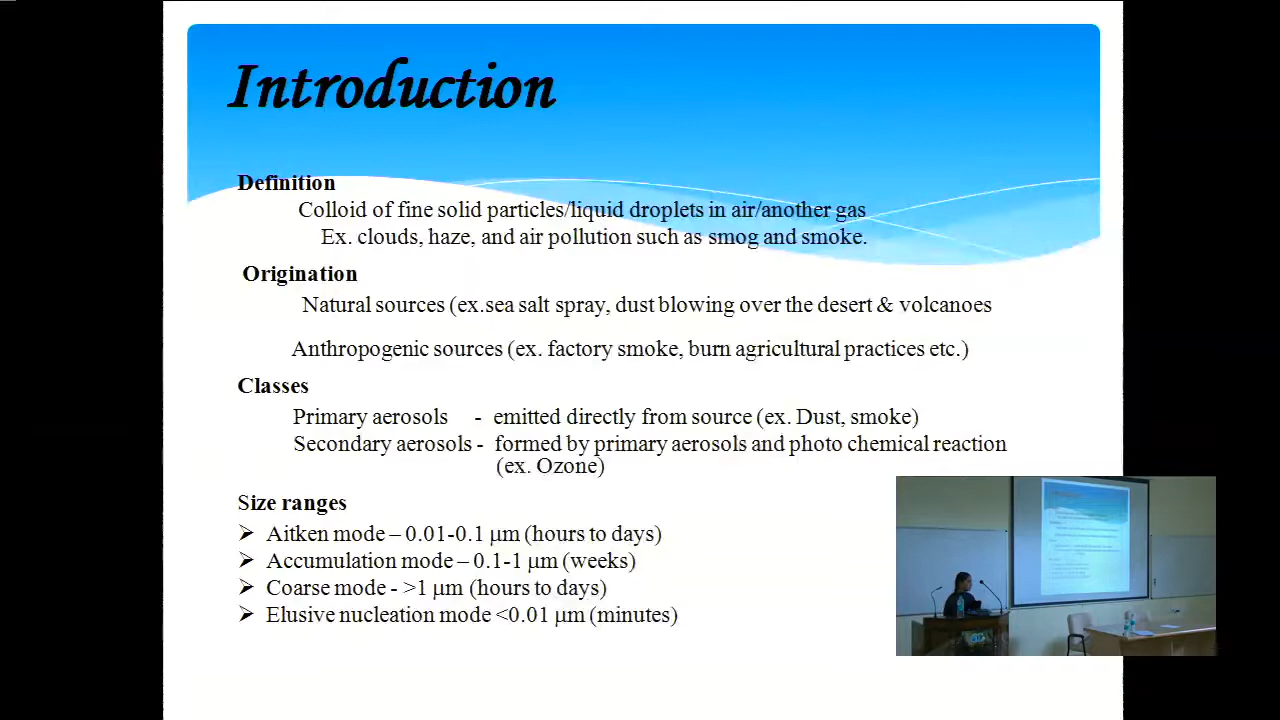 Introduction
Definition
Colloid of fine solid particles/liquid droplets in air/another gas
Ex. clouds, haze, and air pollution such as smog and smoke.
Origination
Natural sources (ex.sea salt spray, dust blowing over the desert & volcanoes
Anthropogenic sources (ex. factory smoke, burn agricultural practices etc.)
Classes
Primary aerosols - emitted directly from source (ex. Dust, smoke)
Secondary aerosols - formed by primary aerosols and photo chemical reaction
(ex. Ozone)
Size ranges
➢ Aitken mode – 0.01-0.1 μm (hours to days)
➢ Accumulation mode – 0.1-1 μm (weeks)
➢ Coarse mode - >1 μm (hours to days)
➢ Elusive nucleation mode <0.01 μm (minutes)